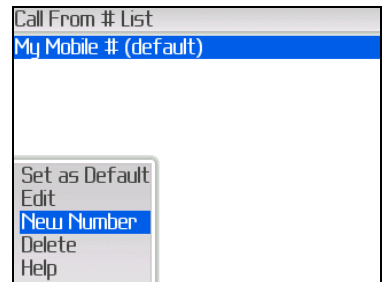 Call From # List
My Mobile # (default)
Set as Default
Edit
New Number
Delete
Help